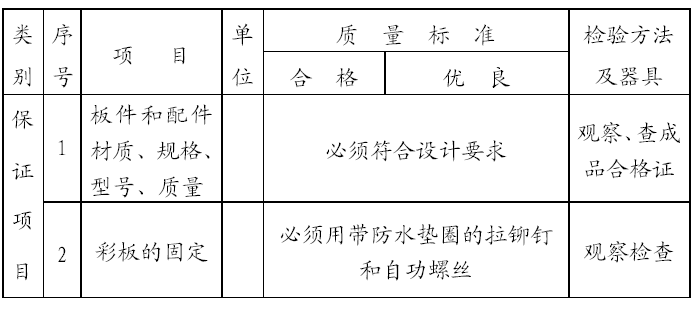 类别 序号 项目 单位 质量标准 检验方法及器具
合格 优良
保证项目 1 板件和配件材质、规格、型号、质量 必须符合设计要求 观察、查成品合格证
2 彩板的固定 必须用带防水垫圈的拉铆钉和自功螺丝 观察检查